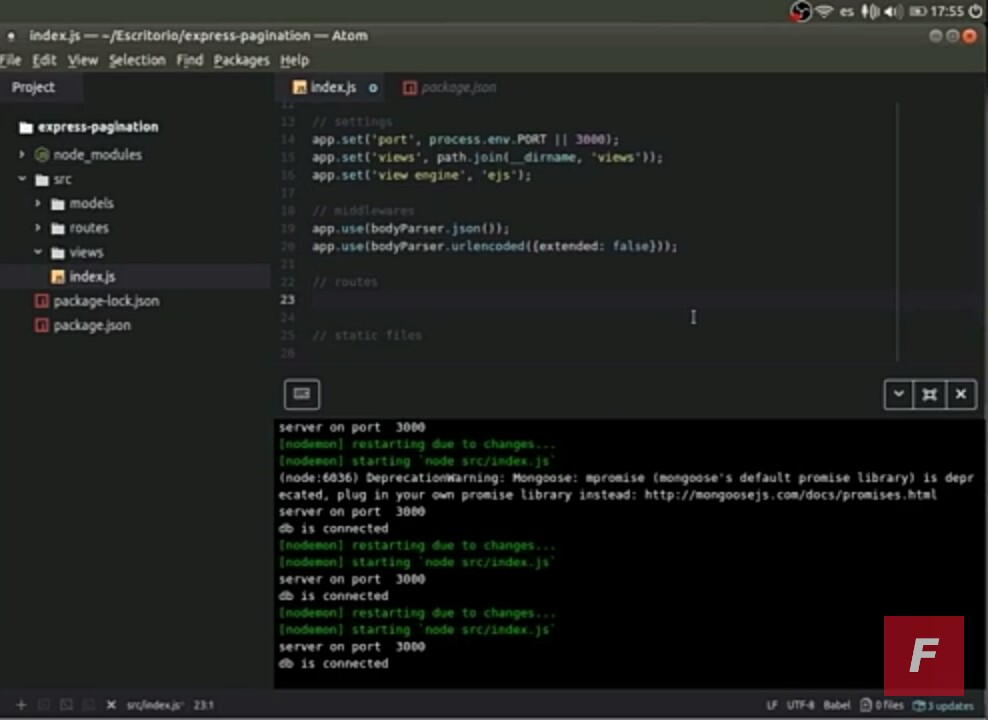 es 17:55
index.js — ~/Escritorio/express-pagination — Atom
File Edit View Selection Find Packages Help
Project
index.js
package.json
express-pagination
node_modules
src
models
routes
views
index.js
package-lock.json
package.json
12
13 // settings
14 app.set('port', process.env.PORT || 3000);
15 app.set('views', path.join(__dirname, 'views'));
16 app.set('view engine', 'ejs');
17
18 // middlewares
19 app.use(bodyParser.json());
20 app.use(bodyParser.urlencoded({extended: false}));
21
22 // routes
23
24
25 // static files
26
server on port  3000
[nodemon] restarting due to changes...
[nodemon] starting `node src/index.js`
(node:6036) DeprecationWarning: Mongoose: mpromise (mongoose's default promise library) is depr
ecated, plug in your own promise library instead: http://mongoosejs.com/docs/promises.html
server on port  3000
db is connected
[nodemon] restarting due to changes...
[nodemon] starting `node src/index.js`
server on port  3000
db is connected
[nodemon] restarting due to changes...
[nodemon] starting `node src/index.js`
server on port  3000
db is connected
F
src/index.js 23:1
LF UTF-8 Babel 0 files 3 updates